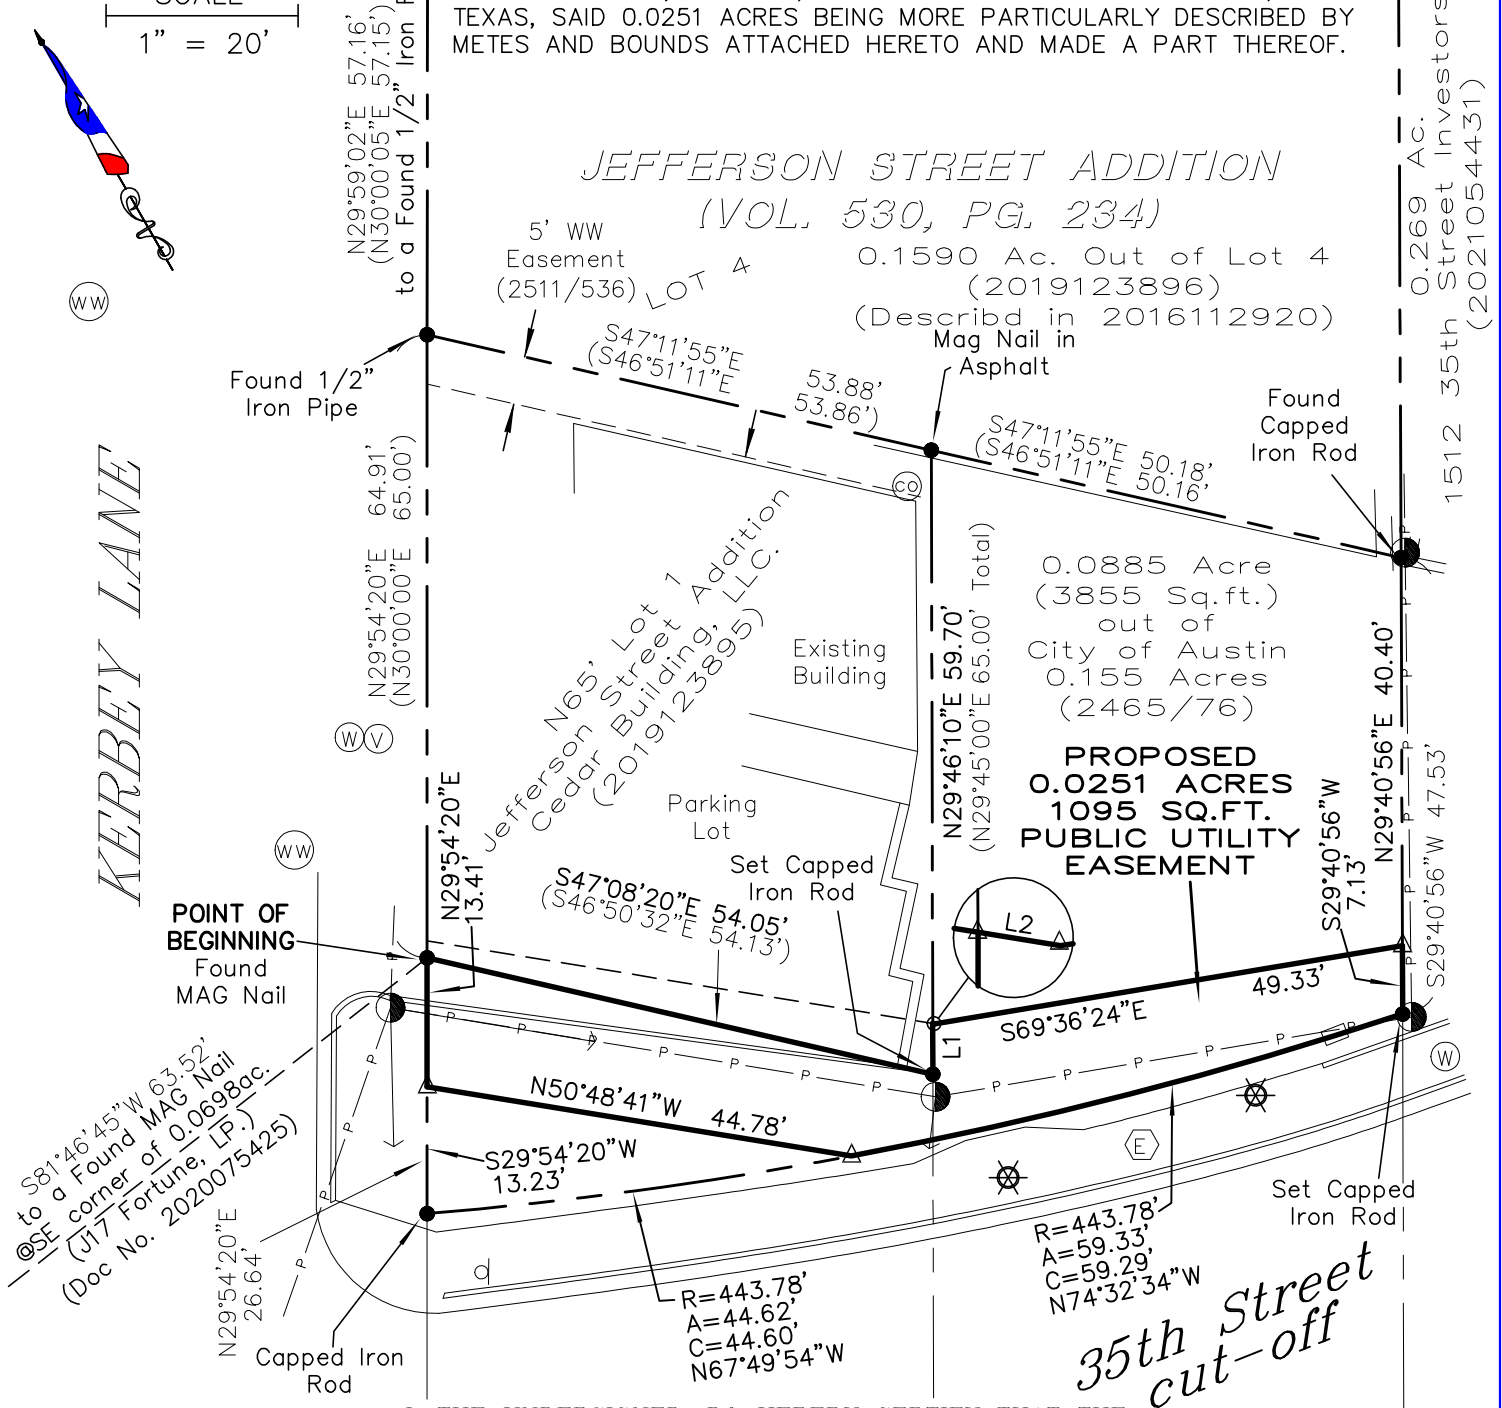 SCALE
1" = 20'
TEXAS, SAID 0.0251 ACRES BEING MORE PARTICULARLY DESCRIBED BY
METES AND BOUNDS ATTACHED HERETO AND MADE A PART THEREOF.
N29°59'02"E 57.16'
(N30°00'05"E 57.15')
to a Found 1/2" Iron
JEFFERSON STREET ADDITION
(VOL. 530, PG. 234)
0.1590 Ac. Out of Lot 4
(2019123896)
(Describd in 2016112920)
5' WW
Easement
(2511/536)
LOT 4
0.269 Ac.
1512 35th Street Investors
(2021054431)
WW
S47°11'55"E 53.88'
(S46°51'11"E 53.86')
Mag Nail in
Asphalt
S47°11'55"E 50.18'
(S46°51'11"E 50.16'
Found 1/2"
Iron Pipe
Found
Capped
Iron Rod
CO
KERBEY LANE
N29°54'20"E 64.91'
(N30°00'00"E 65.00')
N65' Lot 1
Jefferson Street Addition
Cedar Building, LLC.
(2019123895)
Existing
Building
N29°46'10"E 59.70'
(N29°45'00"E 65.00' Total)
0.0885 Acre
(3855 Sq.ft.)
out of
City of Austin
0.155 Acres
(2465/76)
N29°40'56"E 40.40'
W V
PROPOSED
0.0251 ACRES
1095 SQ.FT.
PUBLIC UTILITY
EASEMENT
S29°40'56"W
7.13'
S29°40'56"W 47.53'
Parking
Lot
WW
N29°54'20"E
13.41'
S47°08'20"E 54.05'
(S46°50'32"E 54.13')
Set Capped
Iron Rod
L2
POINT OF
BEGINNING
Found
MAG Nail
49.33'
S69°36'24"E
L1
P P P P P P
P P P P
P P P
P P P P P
W
N50°48'41"W 44.78'
S81°46'45"W 63.52'
to a Found MAG Nail
@SE corner of 0.0698ac.
(J17 Fortune, LP.)
(Doc No. 2020075425)
S29°54'20"W
13.23'
E
N29°54'20"E
26.64'
d
R=443.78'
A=44.62'
C=44.60'
N67°49'54"W
R=443.78'
A=59.33'
C=59.29'
N74°32'34"W
Set Capped
Iron Rod
Capped Iron
Rod
35th Street
cut-off